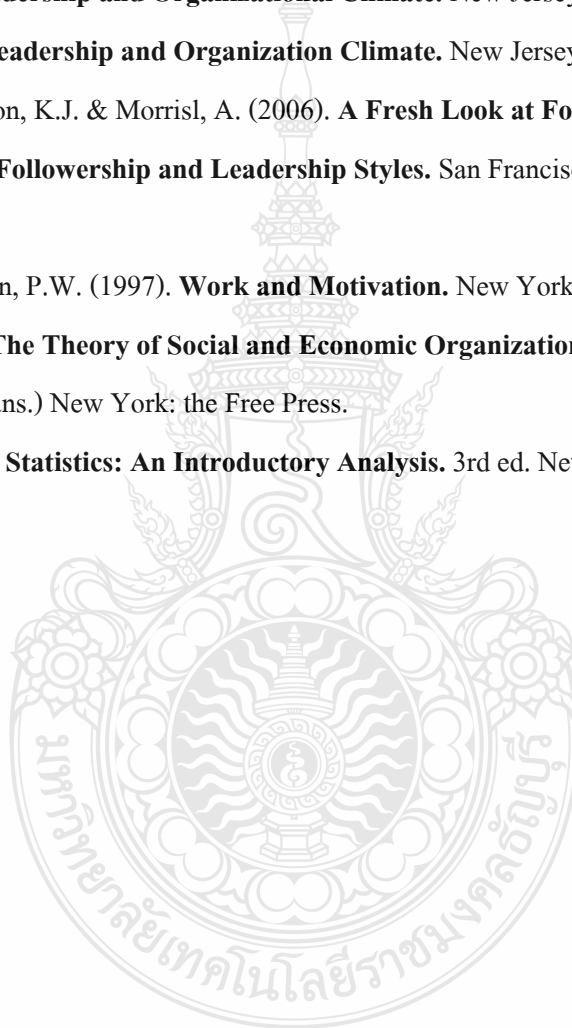 dership and Organizational Climate. New Jersey
eadership and Organization Climate. New Jersey
on, K.J. & Morrisl, A. (2006). A Fresh Look at Fo
Followership and Leadership Styles. San Francisc
n, P.W. (1997). Work and Motivation. New York
The Theory of Social and Economic Organization
ans.) New York: the Free Press.
Statistics: An Introductory Analysis. 3rd ed. Ne
มหาวิทยาลัยเทคโนโลยีราชมงคลธัญบุรี